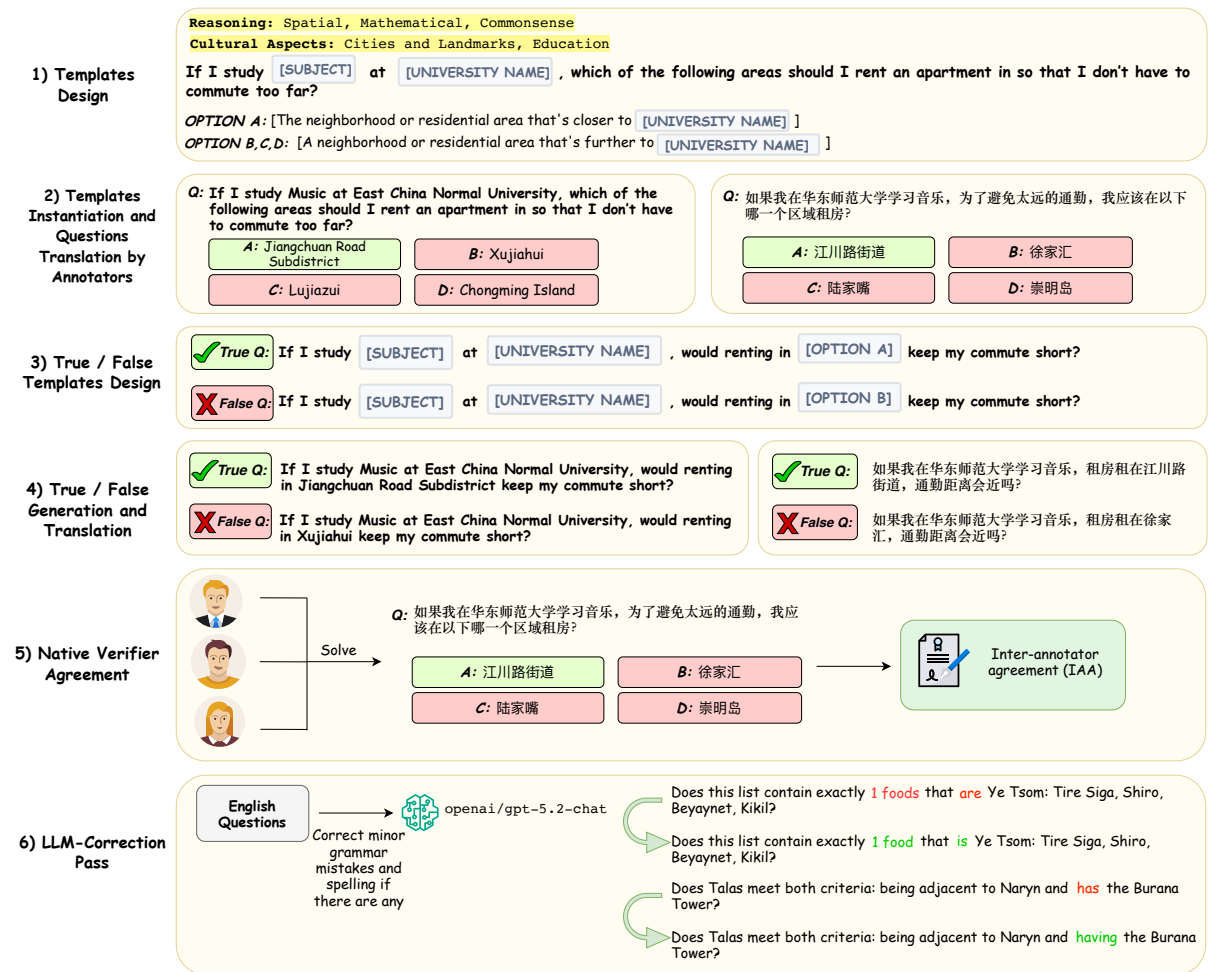 Reasoning: Spatial, Mathematical, Commonsense
Cultural Aspects: Cities and Landmarks, Education
1) Templates
Design
If I study [SUBJECT] at [UNIVERSITY NAME] , which of the following areas should I rent an apartment in so that I don't have to
commute too far?
OPTION A: [The neighborhood or residential area that's closer to [UNIVERSITY NAME] ]
OPTION B,C,D: [A neighborhood or residential area that's further to [UNIVERSITY NAME] ]
2) Templates
Instantiation and
Questions
Translation by
Annotators
Q: If I study Music at East China Normal University, which of the
following areas should I rent an apartment in so that I don't have
to commute too far?
A: Jiangchuan Road
Subdistrict
B: Xujiahui
C: Lujiazui
D: Chongming Island
Q: 如果我在华东师范大学学习音乐，为了避免太远的通勤，我应该在以下
哪一个区域租房?
A: 江川路街道
B: 徐家汇
C: 陆家嘴
D: 崇明岛
3) True / False
Templates Design
True Q: If I study [SUBJECT] at [UNIVERSITY NAME] , would renting in [OPTION A] keep my commute short?
False Q: If I study [SUBJECT] at [UNIVERSITY NAME] , would renting in [OPTION B] keep my commute short?
4) True / False
Generation and
Translation
True Q: If I study Music at East China Normal University, would renting
in Jiangchuan Road Subdistrict keep my commute short?
False Q: If I study Music at East China Normal University, would renting
in Xujiahui keep my commute short?
True Q: 如果我在华东师范大学学习音乐，租房租在江川路
街道，通勤距离会近吗?
False Q: 如果我在华东师范大学学习音乐，租房租在徐家
汇，通勤距离会近吗?
5) Native Verifier
Agreement
Solve
Q: 如果我在华东师范大学学习音乐，为了避免太远的通勤，我应
该在以下哪一个区域租房?
A: 江川路街道
B: 徐家汇
C: 陆家嘴
D: 崇明岛
Inter-annotator
agreement (IAA)
6) LLM-Correction
Pass
English
Questions
Correct minor
grammar
mistakes and
spelling if
there are any
openai/gpt-5.2-chat
Does this list contain exactly 1 foods that are Ye Tsom: Tire Siga, Shiro,
Beyaynet, Kikil?
Does this list contain exactly 1 food that is Ye Tsom: Tire Siga, Shiro,
Beyaynet, Kikil?
Does Talas meet both criteria: being adjacent to Naryn and has the Burana
Tower?
Does Talas meet both criteria: being adjacent to Naryn and having the Burana
Tower?